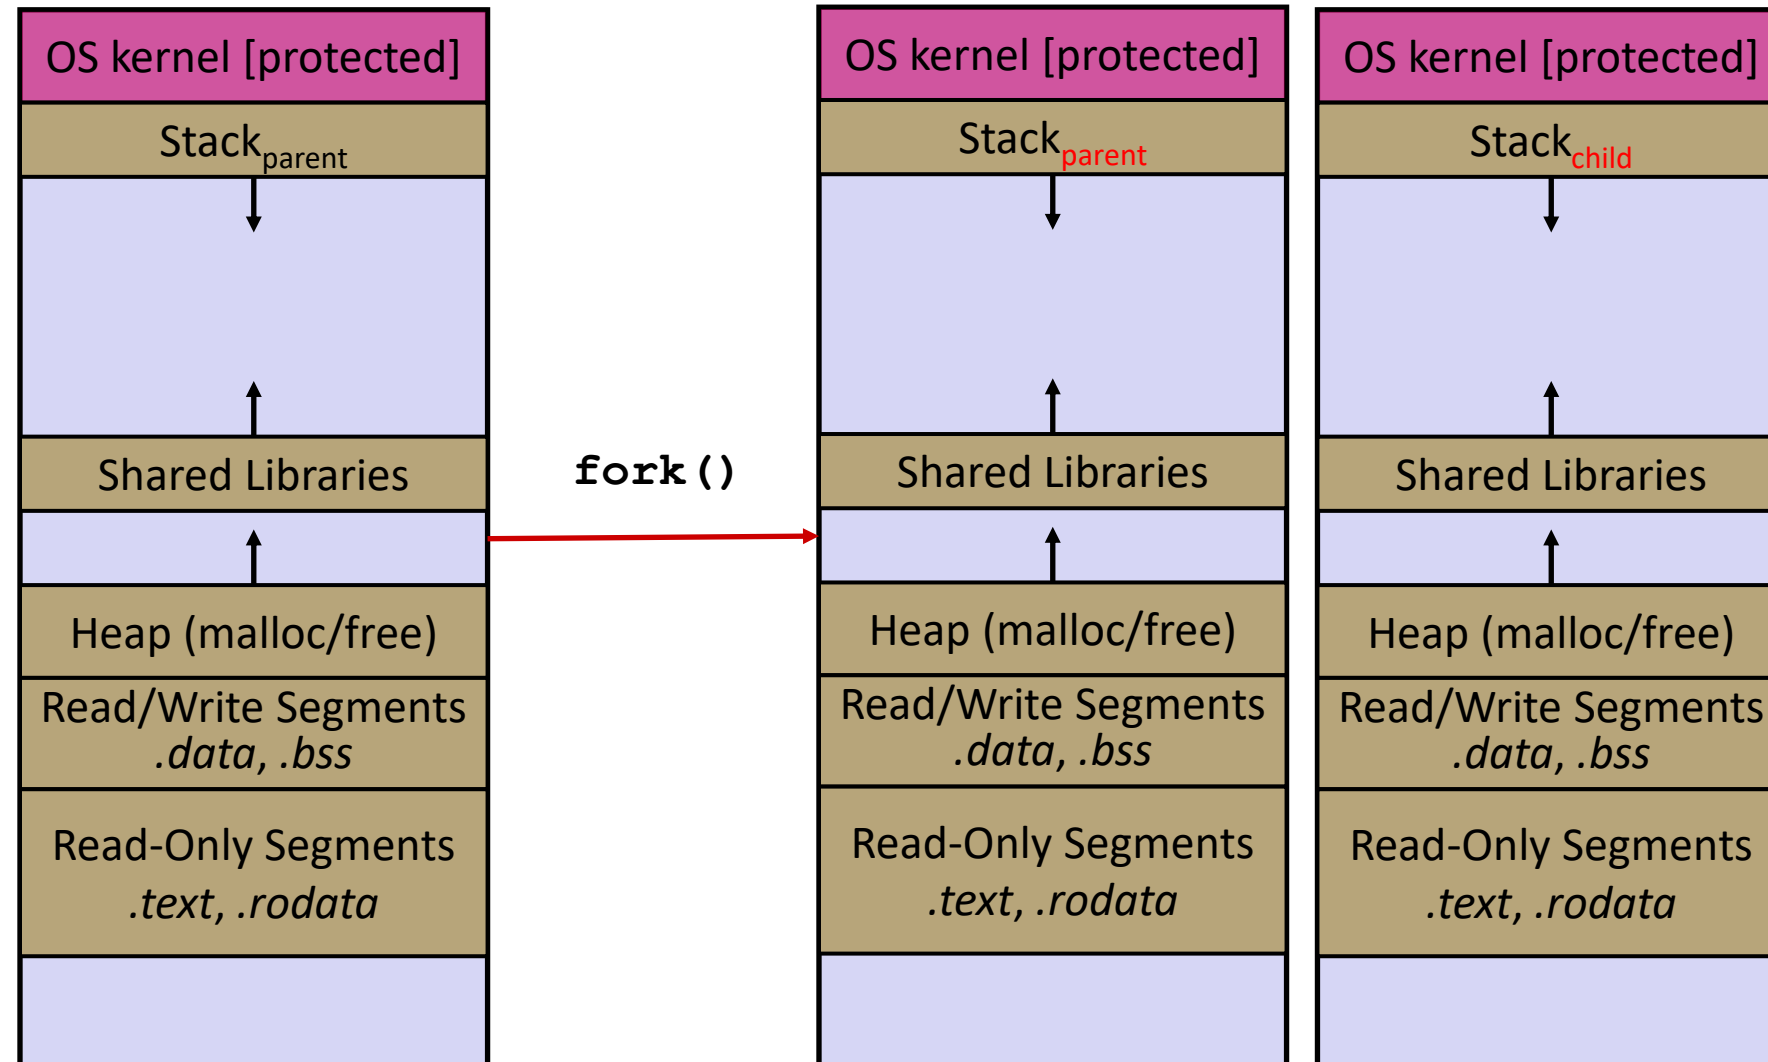 OS kernel [protected]
Stackparent
Shared Libraries
Heap (malloc/free)
Read/Write Segments
.data, .bss
Read-Only Segments
.text, .rodata
fork()
OS kernel [protected]
Stackparent
Shared Libraries
Heap (malloc/free)
Read/Write Segments
.data, .bss
Read-Only Segments
.text, .rodata
OS kernel [protected]
Stackchild
Shared Libraries
Heap (malloc/free)
Read/Write Segments
.data, .bss
Read-Only Segments
.text, .rodata